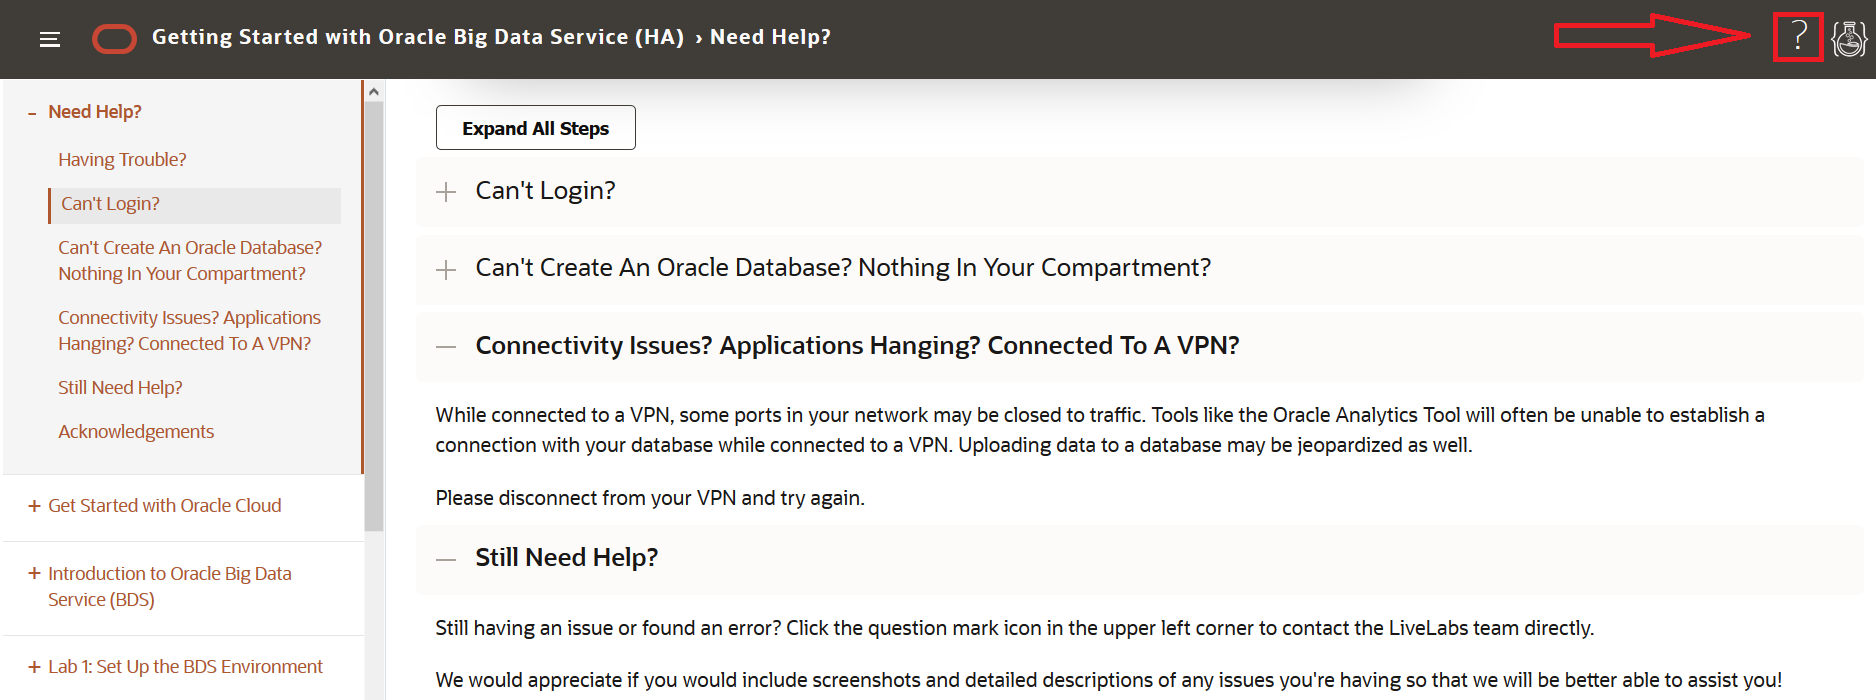 Getting Started with Oracle Big Data Service (HA) › Need Help?
?
– Need Help?
Having Trouble?
Can't Login?
Can't Create An Oracle Database?
Nothing In Your Compartment?
Connectivity Issues? Applications
Hanging? Connected To A VPN?
Still Need Help?
Acknowledgements
+ Get Started with Oracle Cloud
+ Introduction to Oracle Big Data
Service (BDS)
+ Lab 1: Set Up the BDS Environment
Expand All Steps
Can't Login?
Can't Create An Oracle Database? Nothing In Your Compartment?
Connectivity Issues? Applications Hanging? Connected To A VPN?
While connected to a VPN, some ports in your network may be closed to traffic. Tools like the Oracle Analytics Tool will often be unable to establish a
connection with your database while connected to a VPN. Uploading data to a database may be jeopardized as well.
Please disconnect from your VPN and try again.
Still Need Help?
Still having an issue or found an error? Click the question mark icon in the upper left corner to contact the LiveLabs team directly.
We would appreciate if you would include screenshots and detailed descriptions of any issues you're having so that we will be better able to assist you!